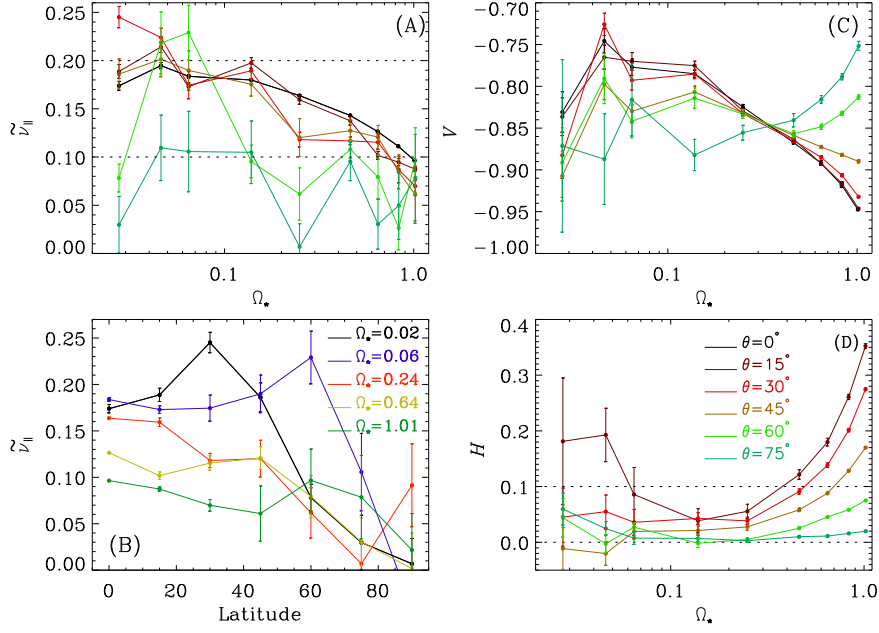 (A)
0.25
0.20
0.15
0.10
0.05
0.00
ν̃∥
0.1
1.0
Ω⋆
(C)
−0.70
−0.75
−0.80
−0.85
−0.90
−0.95
−1.00
V
0.1
1.0
Ω⋆
(B)
0.25
0.20
0.15
0.10
0.05
0.00
ν̃∥
Ω⋆=0.02
Ω⋆=0.06
Ω⋆=0.24
Ω⋆=0.64
Ω⋆=1.01
0
20
40
60
80
Latitude
(D)
0.4
0.3
0.2
0.1
0.0
H
θ=0°
θ=15°
θ=30°
θ=45°
θ=60°
θ=75°
0.1
1.0
Ω⋆